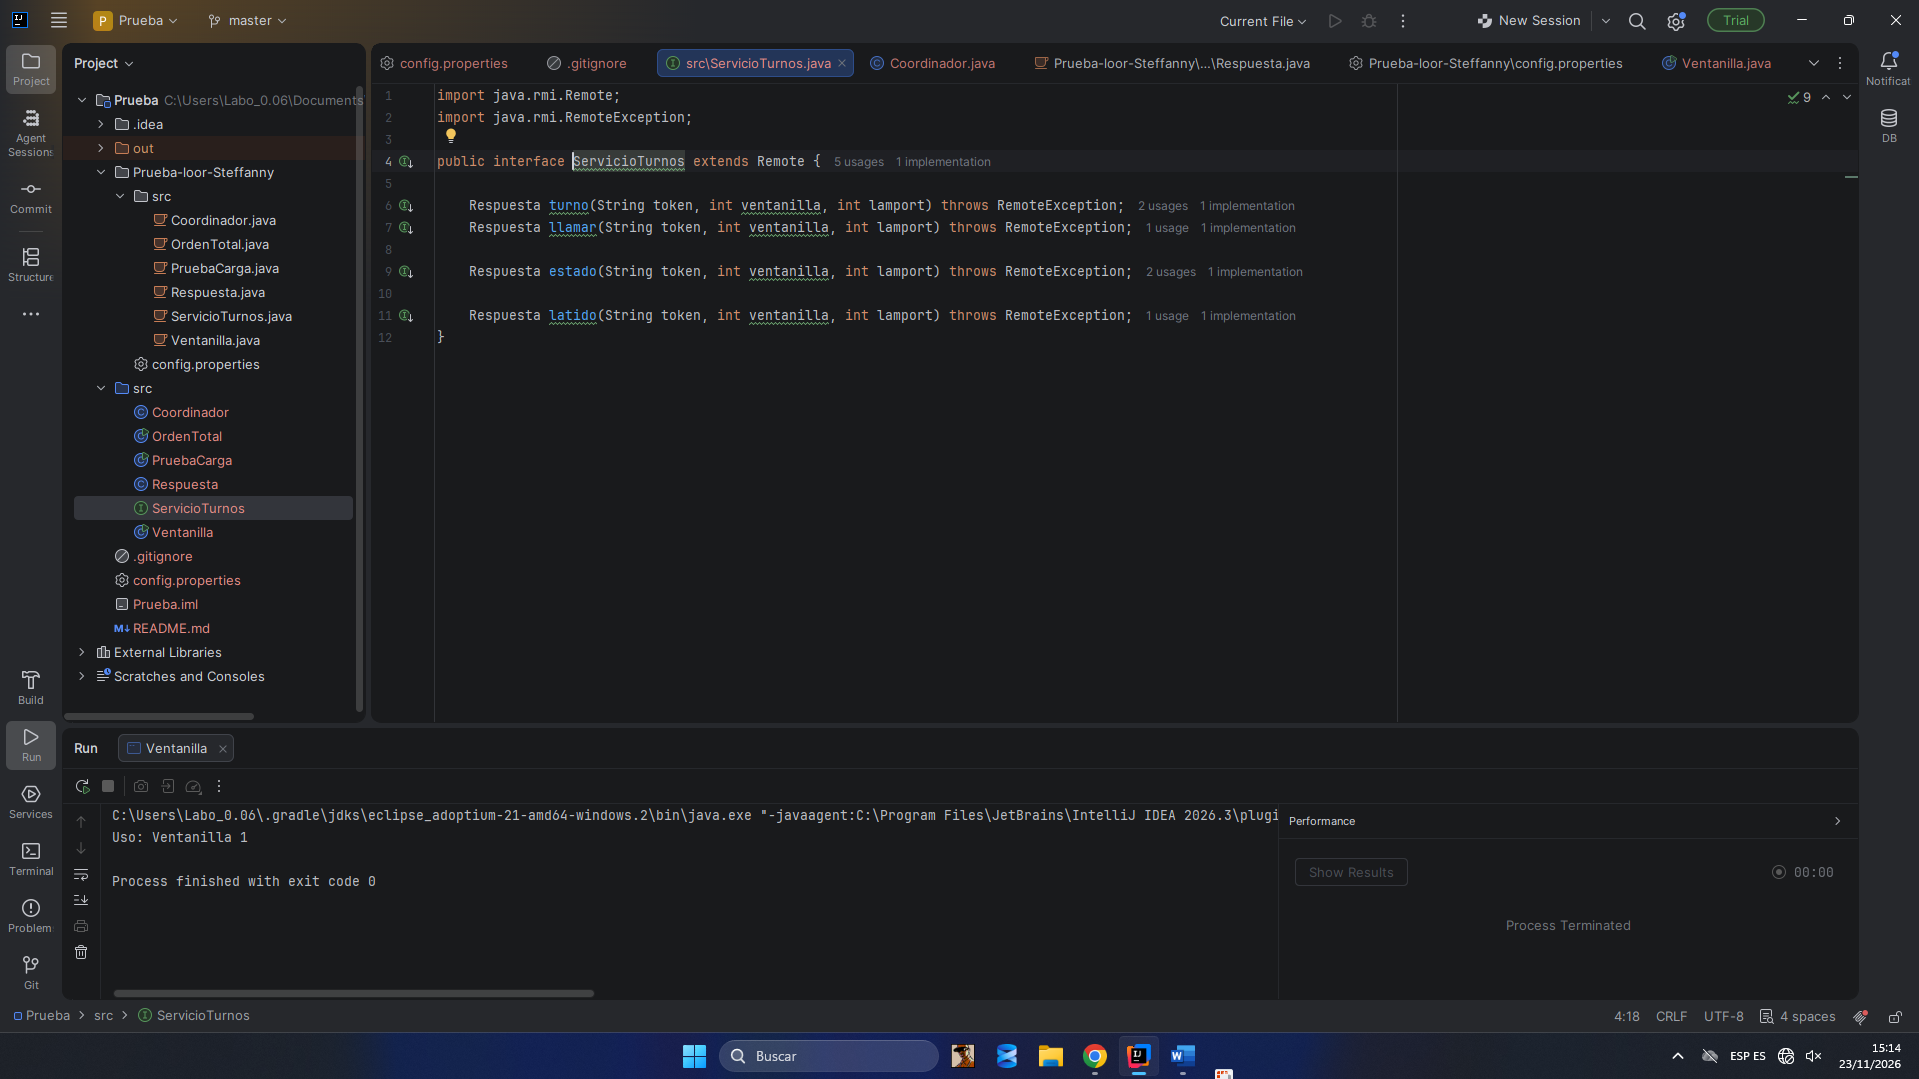 Prueba
master
Current File
New Session
Trial
Project
Agent
Sessions
Commit
Structure
Build
Run
Services
Terminal
Problem
Git
Project
Prueba C:\Users\Labo_0.06\Documents
.idea
out
Prueba-loor-Steffanny
src
Coordinador.java
OrdenTotal.java
PruebaCarga.java
Respuesta.java
ServicioTurnos.java
Ventanilla.java
config.properties
src
Coordinador
OrdenTotal
PruebaCarga
Respuesta
ServicioTurnos
Ventanilla
.gitignore
config.properties
Prueba.iml
README.md
External Libraries
Scratches and Consoles
config.properties
.gitignore
src\ServicioTurnos.java
Coordinador.java
Prueba-loor-Steffanny\...\Respuesta.java
Prueba-loor-Steffanny\config.properties
Ventanilla.java
9
1 import java.rmi.Remote;
2 import java.rmi.RemoteException;
3
4 public interface ServicioTurnos extends Remote { 5 usages 1 implementation
5
6 Respuesta turno(String token, int ventanilla, int lamport) throws RemoteException; 2 usages 1 implementation
7 Respuesta llamar(String token, int ventanilla, int lamport) throws RemoteException; 1 usage 1 implementation
8
9 Respuesta estado(String token, int ventanilla, int lamport) throws RemoteException; 2 usages 1 implementation
10
11 Respuesta latido(String token, int ventanilla, int lamport) throws RemoteException; 1 usage 1 implementation
12 }
Notificat
DB
Run
Ventanilla
C:\Users\Labo_0.06\.gradle\jdks\eclipse_adoptium-21-amd64-windows.2\bin\java.exe "-javaagent:C:\Program Files\JetBrains\IntelliJ IDEA 2026.3\plugi
Uso: Ventanilla 1
Process finished with exit code 0
Performance
Show Results
00:00
Process Terminated
Prueba
src
ServicioTurnos
4:18
CRLF
UTF-8
4 spaces
Buscar
ESP ES
15:14
23/11/2026